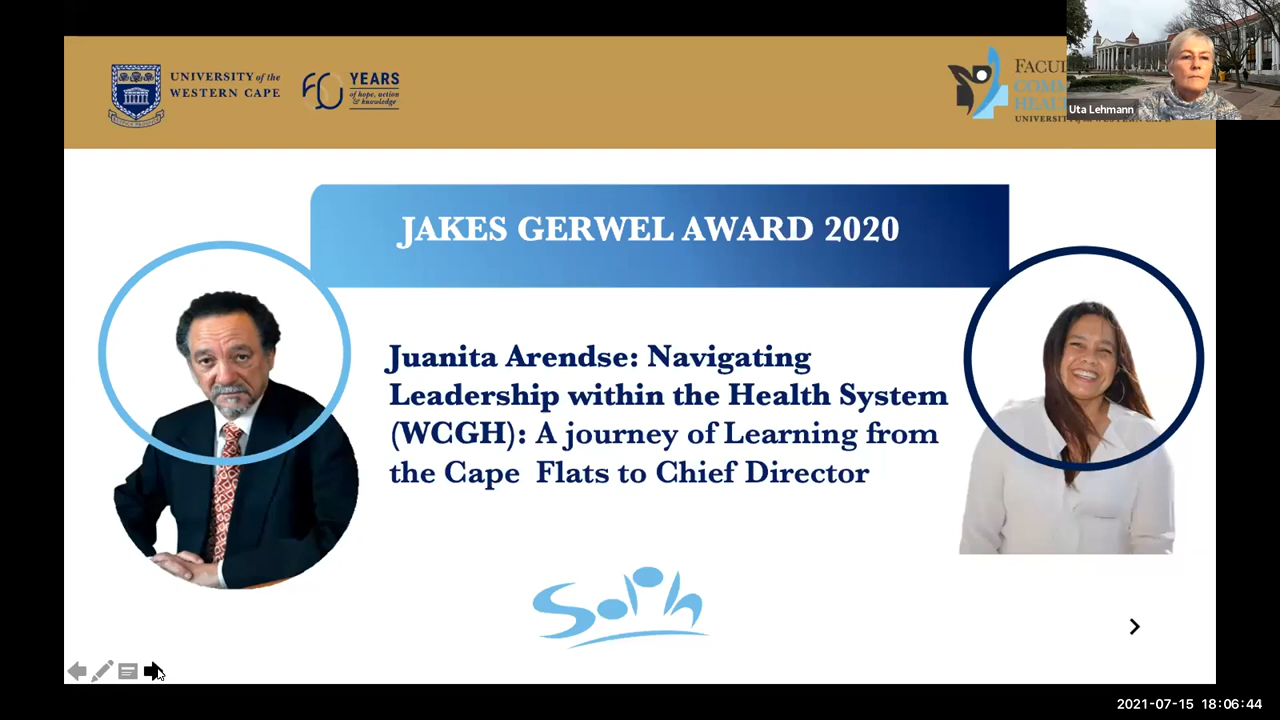 UNIVERSITY of the
WESTERN CAPE
60 YEARS
of hope, action
& knowledge
Uta Lehmann
JAKES GERWEL AWARD 2020
Juanita Arendse: Navigating
Leadership within the Health System
(WCGH): A journey of Learning from
the Cape Flats to Chief Director
SoPh
2021-07-15 18:06:44